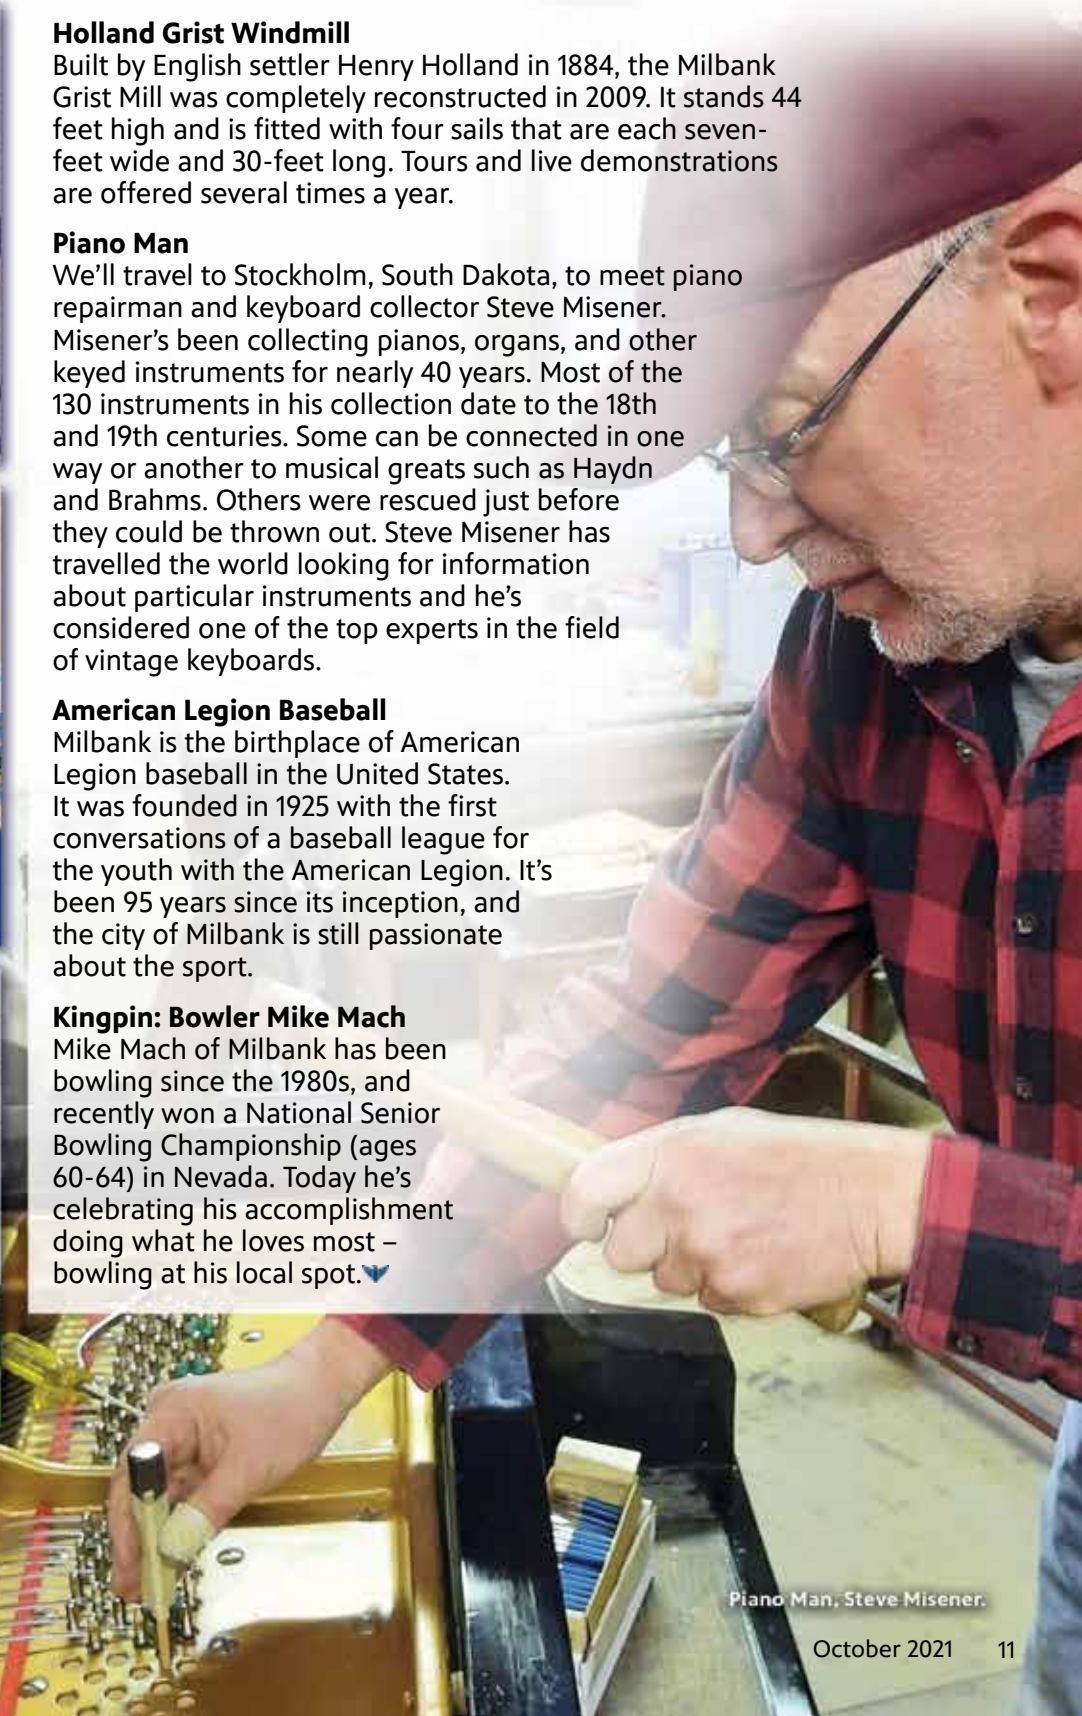 Holland Grist Windmill
Built by English settler Henry Holland in 1884, the Milbank
Grist Mill was completely reconstructed in 2009. It stands 44
feet high and is fitted with four sails that are each seven-
feet wide and 30-feet long. Tours and live demonstrations
are offered several times a year.
Piano Man
We’ll travel to Stockholm, South Dakota, to meet piano
repairman and keyboard collector Steve Misener.
Misener’s been collecting pianos, organs, and other
keyed instruments for nearly 40 years. Most of the
130 instruments in his collection date to the 18th
and 19th centuries. Some can be connected in one
way or another to musical greats such as Haydn
and Brahms. Others were rescued just before
they could be thrown out. Steve Misener has
travelled the world looking for information
about particular instruments and he’s
considered one of the top experts in the field
of vintage keyboards.
American Legion Baseball
Milbank is the birthplace of American
Legion baseball in the United States.
It was founded in 1925 with the first
conversations of a baseball league for
the youth with the American Legion. It’s
been 95 years since its inception, and
the city of Milbank is still passionate
about the sport.
Kingpin: Bowler Mike Mach
Mike Mach of Milbank has been
bowling since the 1980s, and
recently won a National Senior
Bowling Championship (ages
60-64) in Nevada. Today he’s
celebrating his accomplishment
doing what he loves most –
bowling at his local spot.
Piano Man, Steve Misener.
October 2021 11